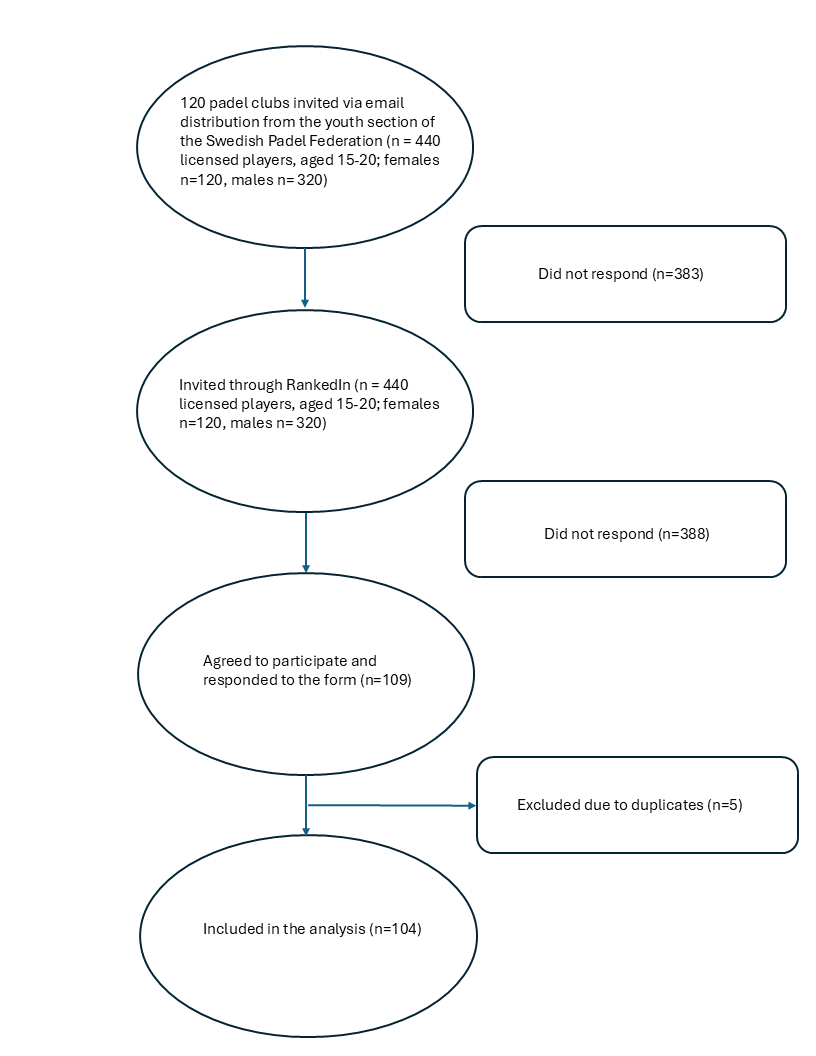 120 padel clubs invited via email
distribution from the youth section of
the Swedish Padel Federation (n = 440
licensed players, aged 15-20; females
n=120, males n= 320)
Did not respond (n=383)
Invited through RankedIn (n = 440
licensed players, aged 15-20; females
n=120, males n= 320)
Did not respond (n=388)
Agreed to participate and
responded to the form (n=109)
Excluded due to duplicates (n=5)
Included in the analysis (n=104)